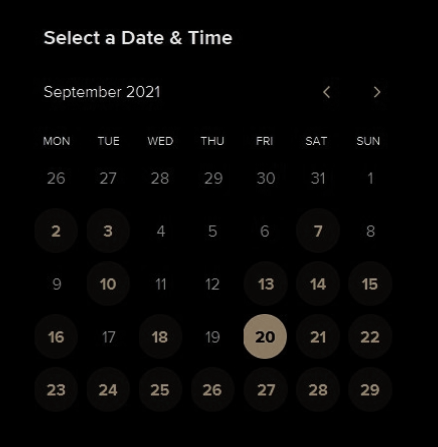 Select a Date & Time
September 2021
MON TUE WED THU FRI SAT SUN
26 27 28 29 30 31 1
2 3 4 5 6 7 8
9 10 11 12 13 14 15
16 17 18 19 20 21 22
23 24 25 26 27 28 29